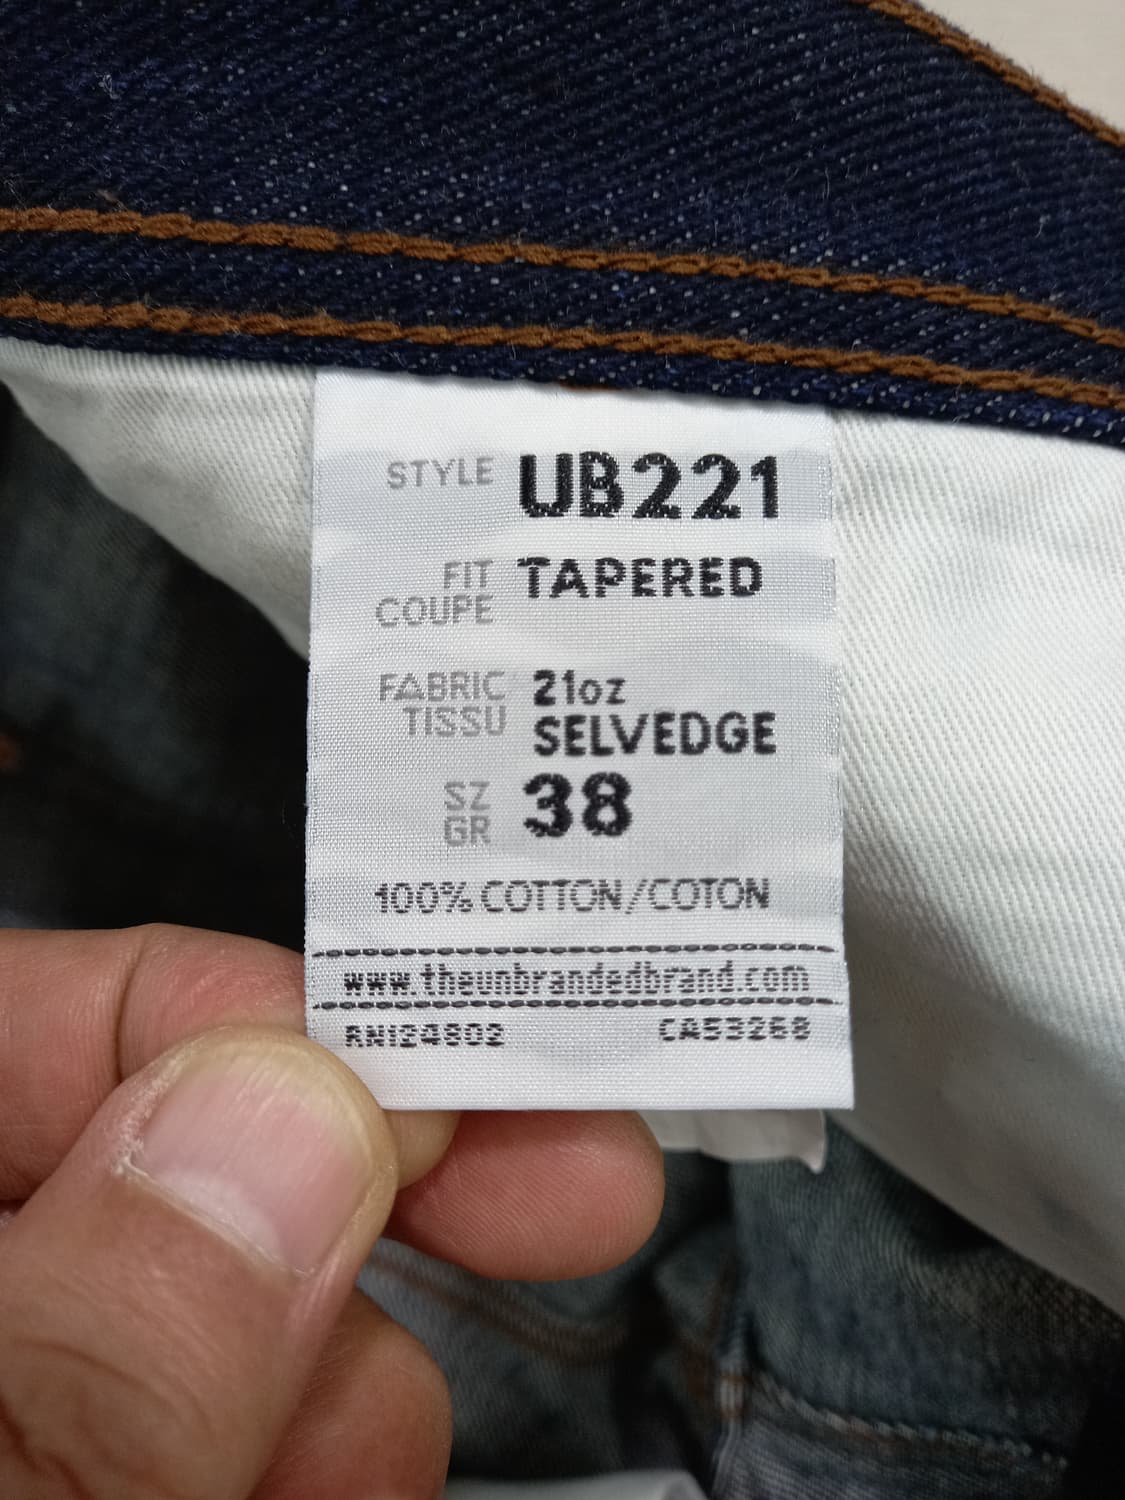 STYLE UB221
FIT TAPERED
COUPE
FABRIC 21oz
TISSU SELVEDGE
SZ 38
GR
100% COTTON/COTON
www.theunbrandedbrand.com
RN124802 CA53268